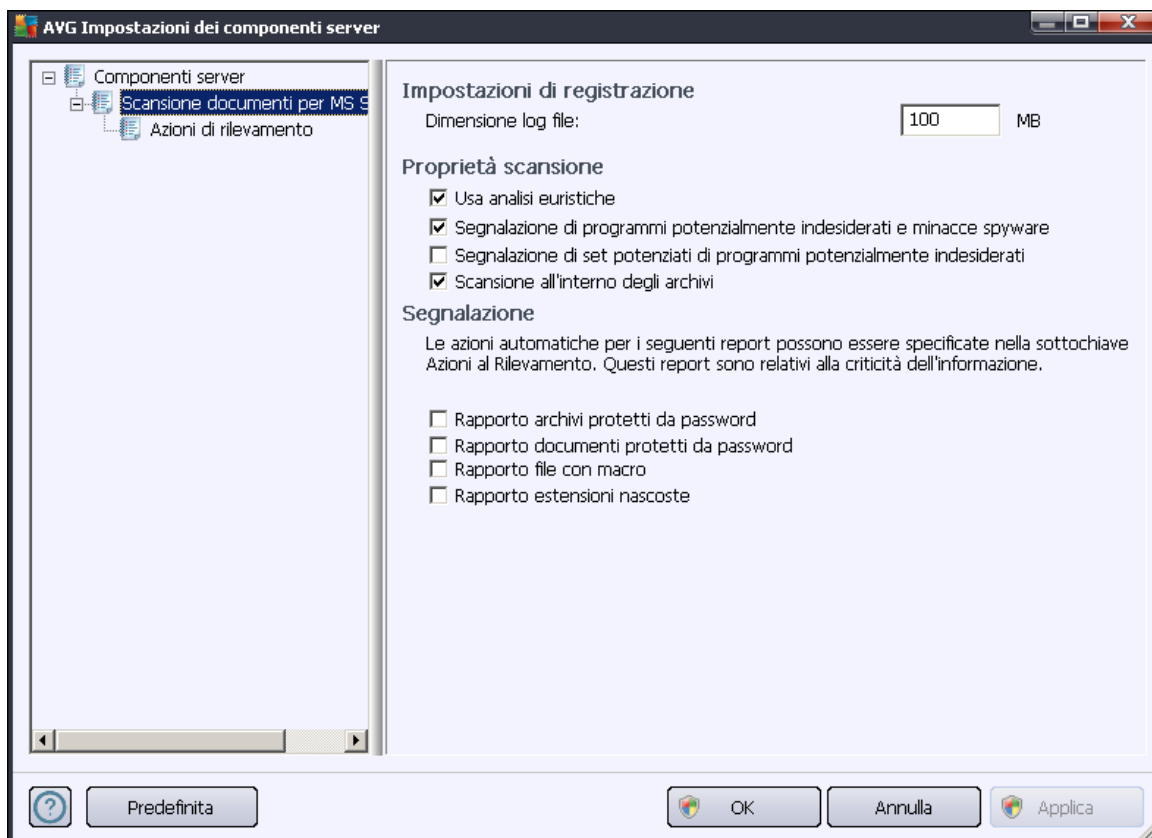 AVG Impostazioni dei componenti server
Componenti server
Scansione documenti per MS S
Azioni di rilevamento
Impostazioni di registrazione
Dimensione log file:
100
MB
Proprietà scansione
Usa analisi euristiche
Segnalazione di programmi potenzialmente indesiderati e minacce spyware
Segnalazione di set potenziati di programmi potenzialmente indesiderati
Scansione all'interno degli archivi
Segnalazione
Le azioni automatiche per i seguenti report possono essere specificate nella sottochiave
Azioni al Rilevamento. Questi report sono relativi alla criticità dell'informazione.
Rapporto archivi protetti da password
Rapporto documenti protetti da password
Rapporto file con macro
Rapporto estensioni nascoste
Predefinita
OK
Annulla
Applica